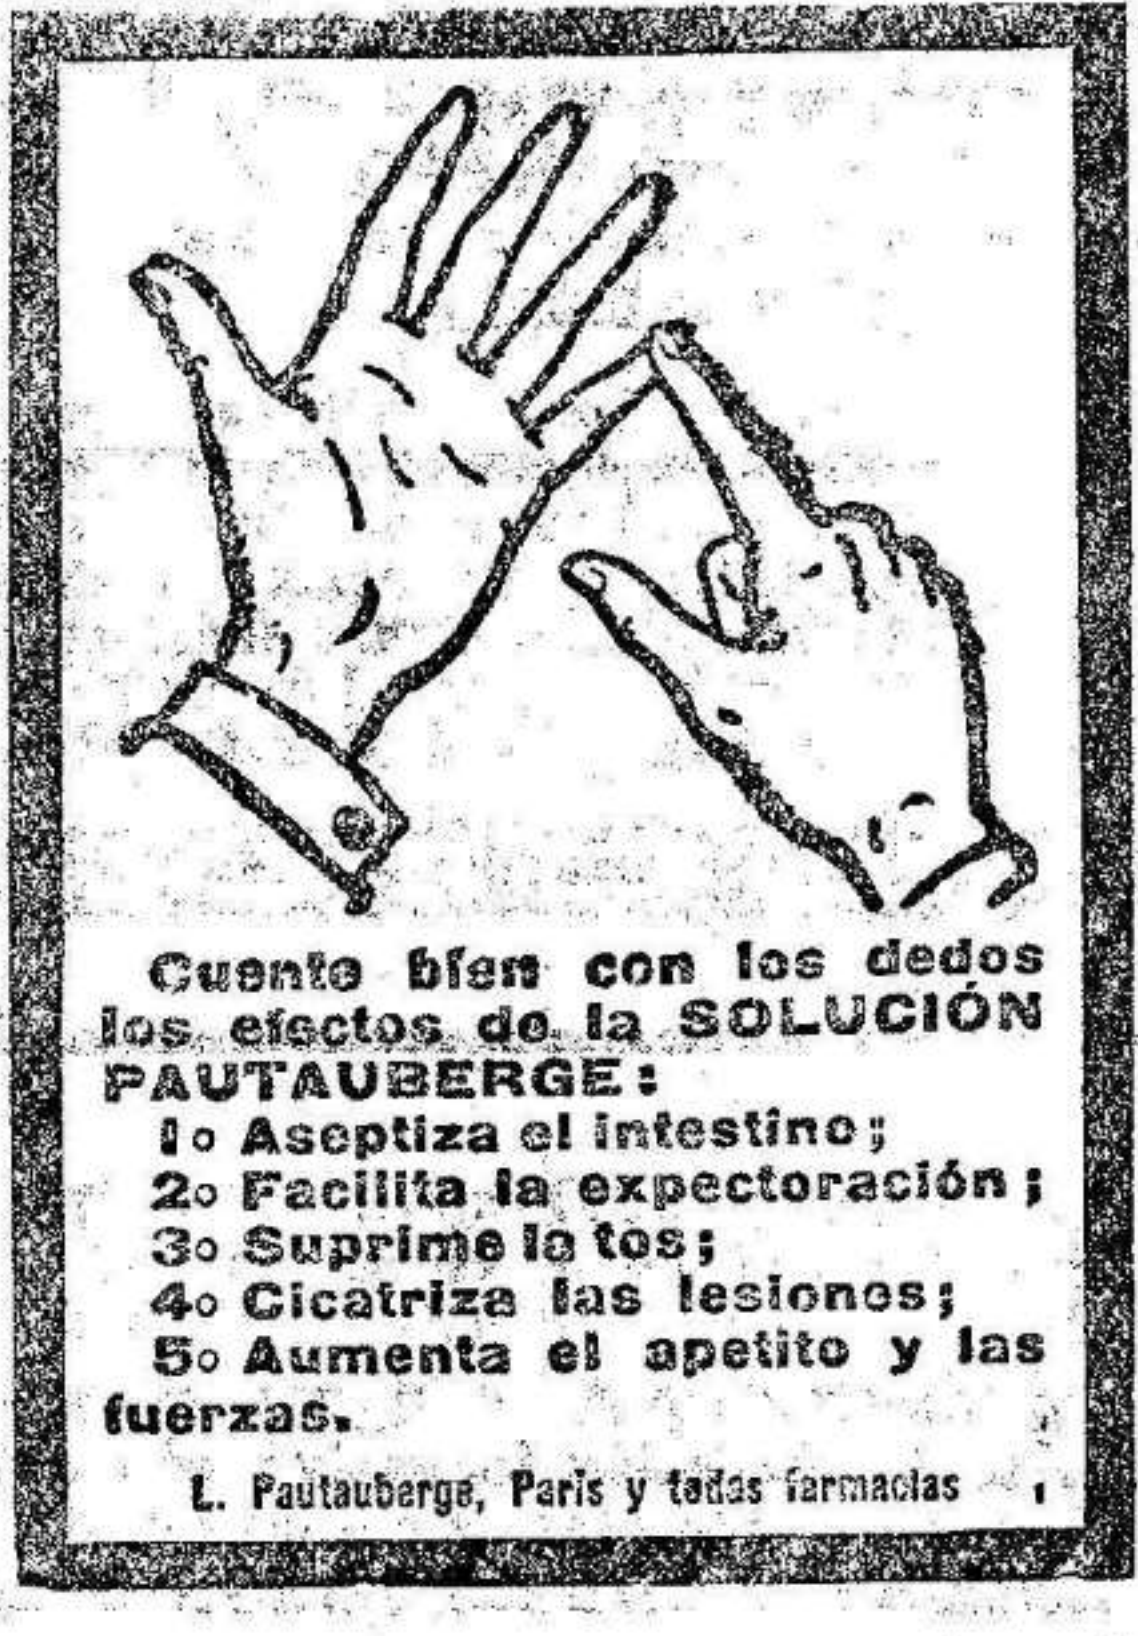 Cuente bien con los dedos
los efectos de la SOLUCIÓN
PAUTAUBERGE:
1o Aseptiza el intestino;
2o Facilita la expectoración;
3o Suprime la tos;
4o Cicatriza las lesiones;
5o Aumenta el apetito y las
fuerzas.
L. Pautauberge, Paris y todas farmacias 1